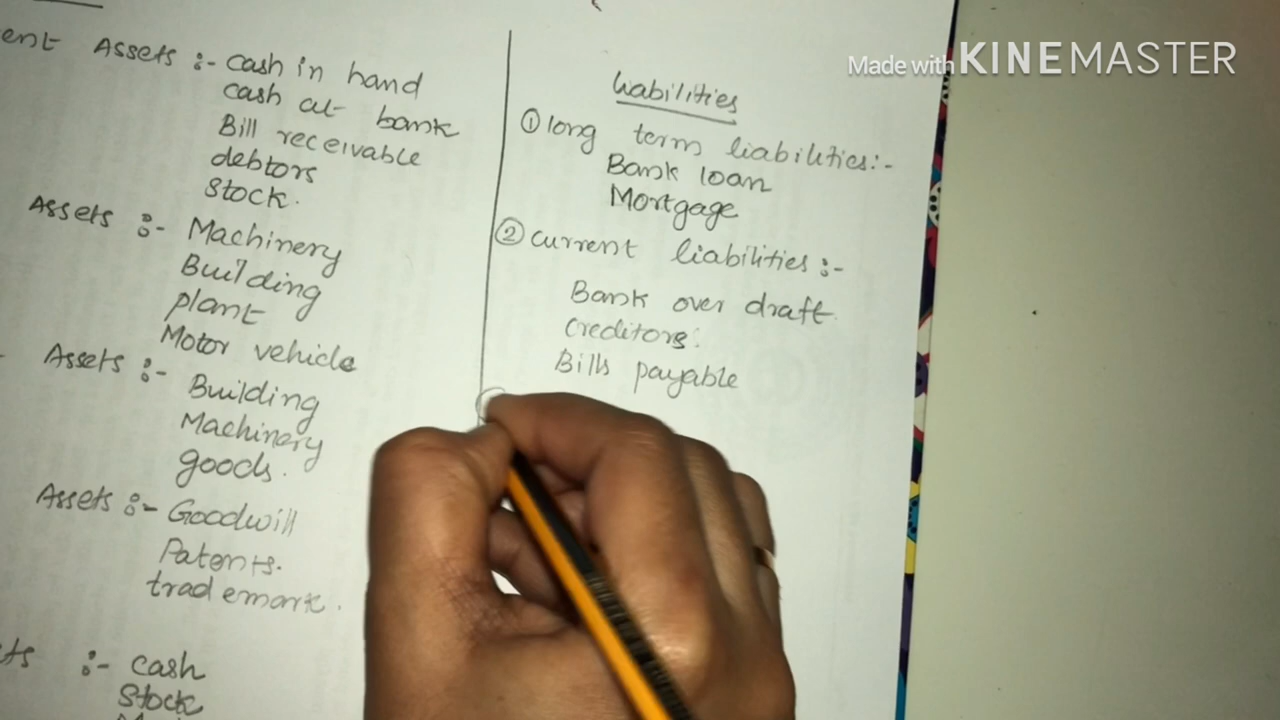 ent Assets :- cash in hand
cash at bank
Bill receivable
debtors
stock.
Assets :- Machinery
Building
plant
Motor vehicle
Assets :- Building
Machinery
goods.
Assets :- Goodwill
Patents.
trademark.
ts :- cash
stock
liabilities
① long term liabilities:-
Bank loan
Mortgage
② current liabilities :-
Bank over draft.
creditors.
Bills payable
Made with KINEMASTER